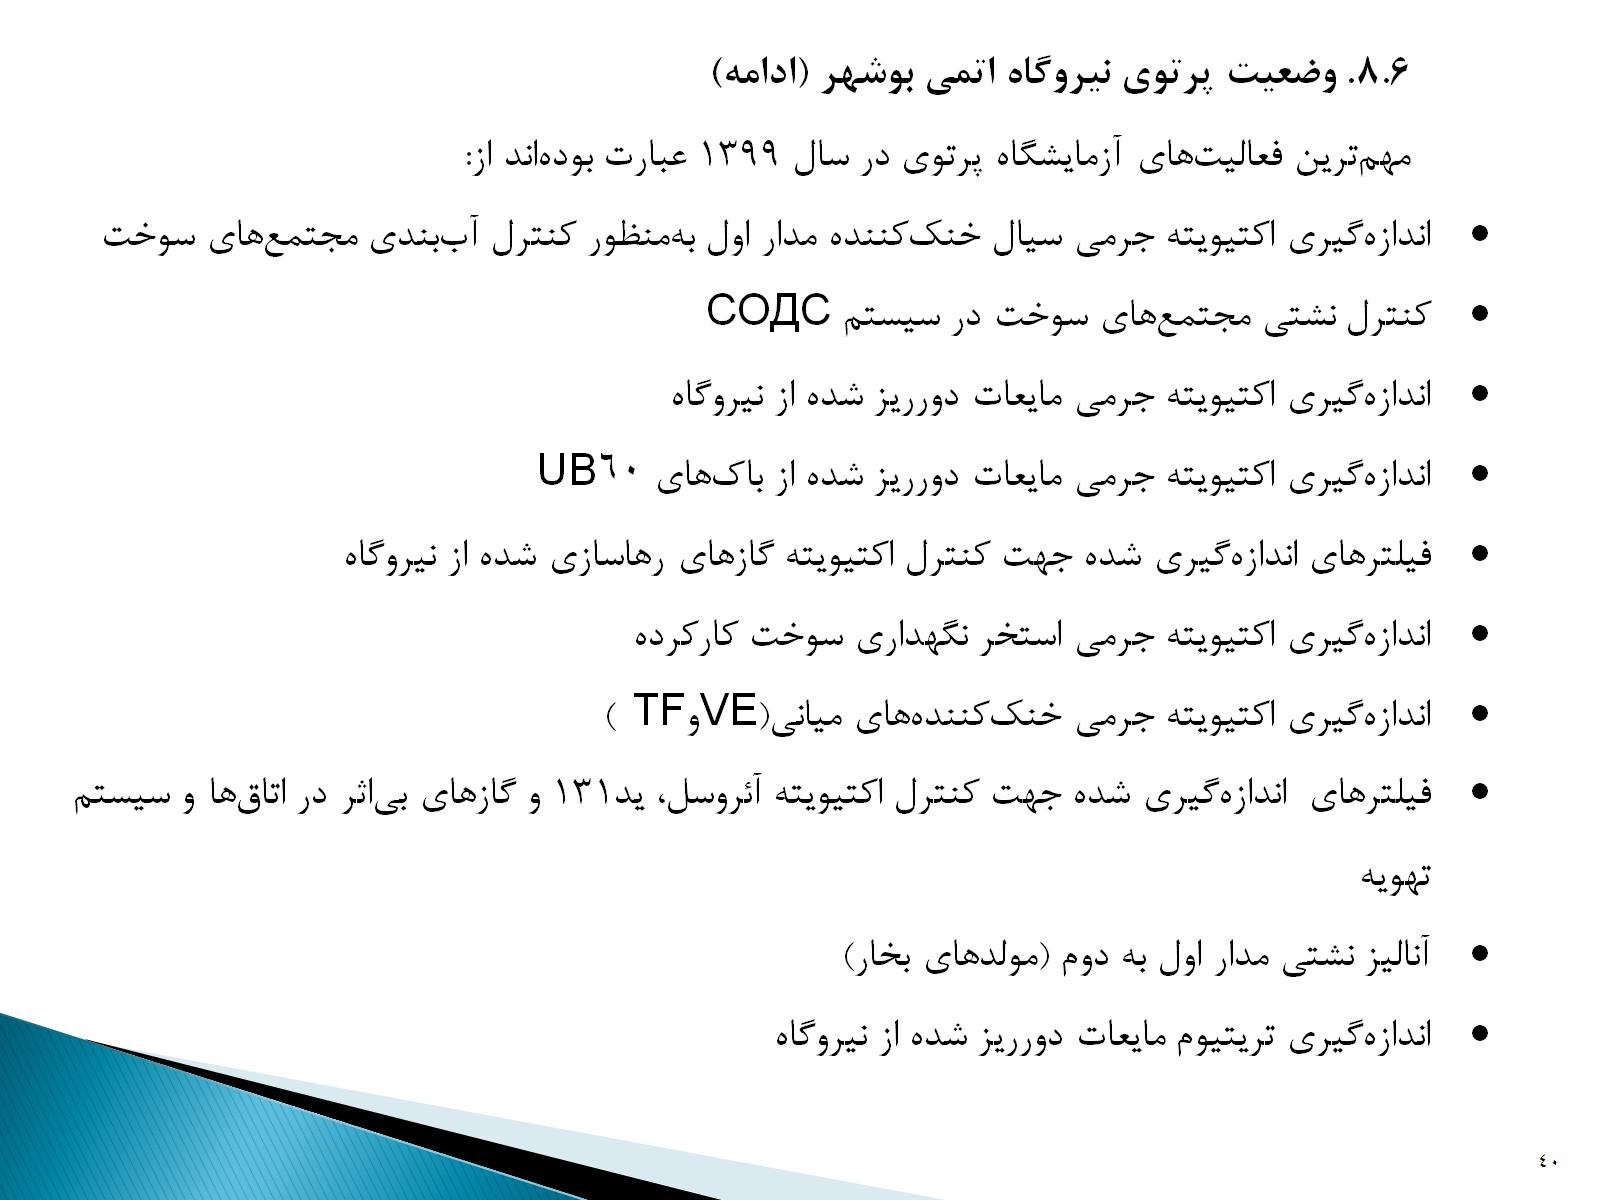 ۸.۶. وضعیت پرتوی نیروگاه اتمی بوشهر (ادامه)
مهم‌ترین فعالیت‌های آزمایشگاه پرتوی در سال ۱۳۹۹ عبارت بوده‌اند از:
● اندازه‌گیری اکتیویته جرمی سیال خنک‌کننده مدار اول به‌منظور کنترل آب‌بندی مجتمع‌های سوخت
● کنترل نشتی مجتمع‌های سوخت در سیستم СОДС
● اندازه‌گیری اکتیویته جرمی مایعات دورریز شده از نیروگاه
● اندازه‌گیری اکتیویته جرمی مایعات دورریز شده از باک‌های UB٦٠
● فیلترهای اندازه‌گیری شده جهت کنترل اکتیویته گازهای رهاسازی شده از نیروگاه
● اندازه‌گیری اکتیویته جرمی استخر نگهداری سوخت کارکرده
● اندازه‌گیری اکتیویته جرمی خنک‌کننده‌های میانی(VEوTF )
● فیلترهای اندازه‌گیری شده جهت کنترل اکتیویته آئروسل، ید۱۳۱ و گازهای بی‌اثر در اتاق‌ها و سیستم
تهویه
● آنالیز نشتی مدار اول به دوم (مولدهای بخار)
● اندازه‌گیری تریتیوم مایعات دورریز شده از نیروگاه
٤٠